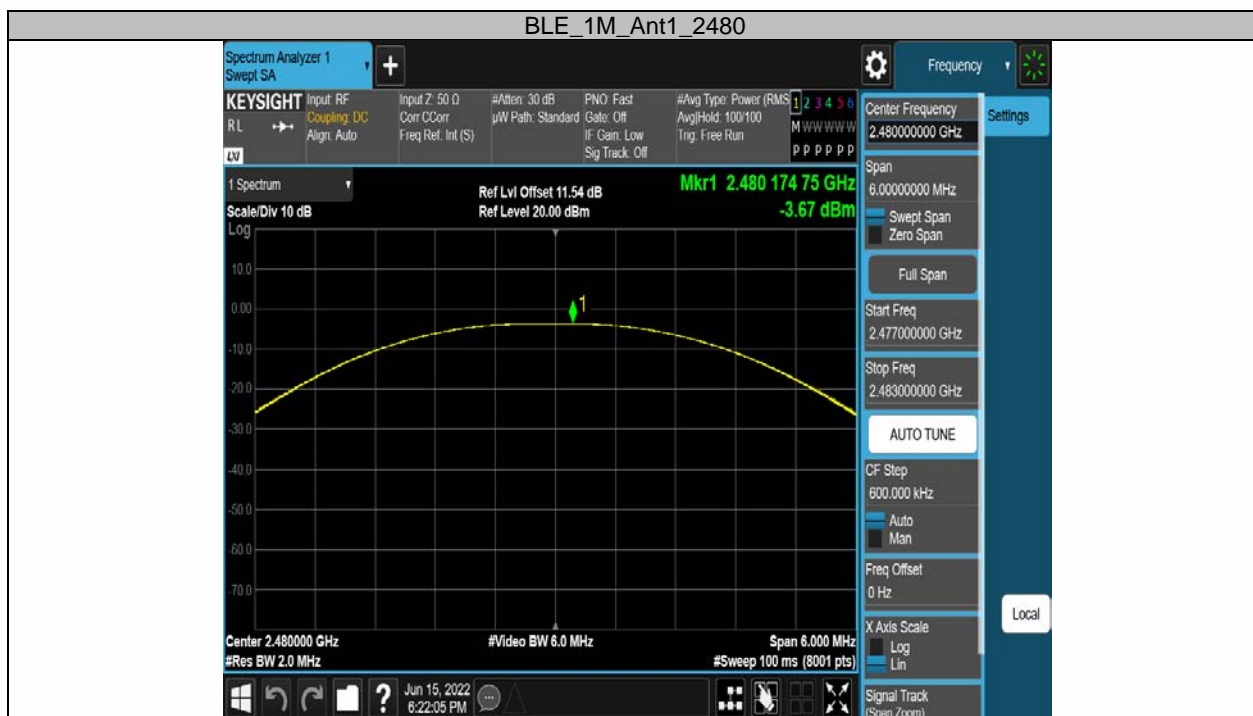 BLE_1M_Ant1_2480
Spectrum Analyzer 1
Swept SA
+
Frequency
KEYSIGHT
RL
LXI
Input: RF
Coupling: DC
Align: Auto
Input Z: 50 Ω
Corr CCorr
Freq Ref: Int (S)
#Atten: 30 dB
µW Path: Standard
PNO: Fast
Gate: Off
IF Gain: Low
Sig Track: Off
#Avg Type: Power (RMS
Avg|Hold: 100/100
Trig: Free Run
1 2 3 4 5 6
M W W W W W
P P P P P P
1 Spectrum
Scale/Div 10 dB
Log
Ref Lvl Offset 11.54 dB
Ref Level 20.00 dBm
Mkr1 2.480 174 75 GHz
-3.67 dBm
1
10.0
0.00
-10.0
-20.0
-30.0
-40.0
-50.0
-60.0
-70.0
Center 2.480000 GHz
#Res BW 2.0 MHz
#Video BW 6.0 MHz
Span 6.000 MHz
#Sweep 100 ms (8001 pts)
?
Jun 15, 2022
6:22:05 PM
Center Frequency
2.480000000 GHz
Settings
Span
6.00000000 MHz
Swept Span
Zero Span
Full Span
Start Freq
2.477000000 GHz
Stop Freq
2.483000000 GHz
AUTO TUNE
CF Step
600.000 kHz
Auto
Man
Freq Offset
0 Hz
X Axis Scale
Log
Lin
Local
Signal Track
(Span Zoom)